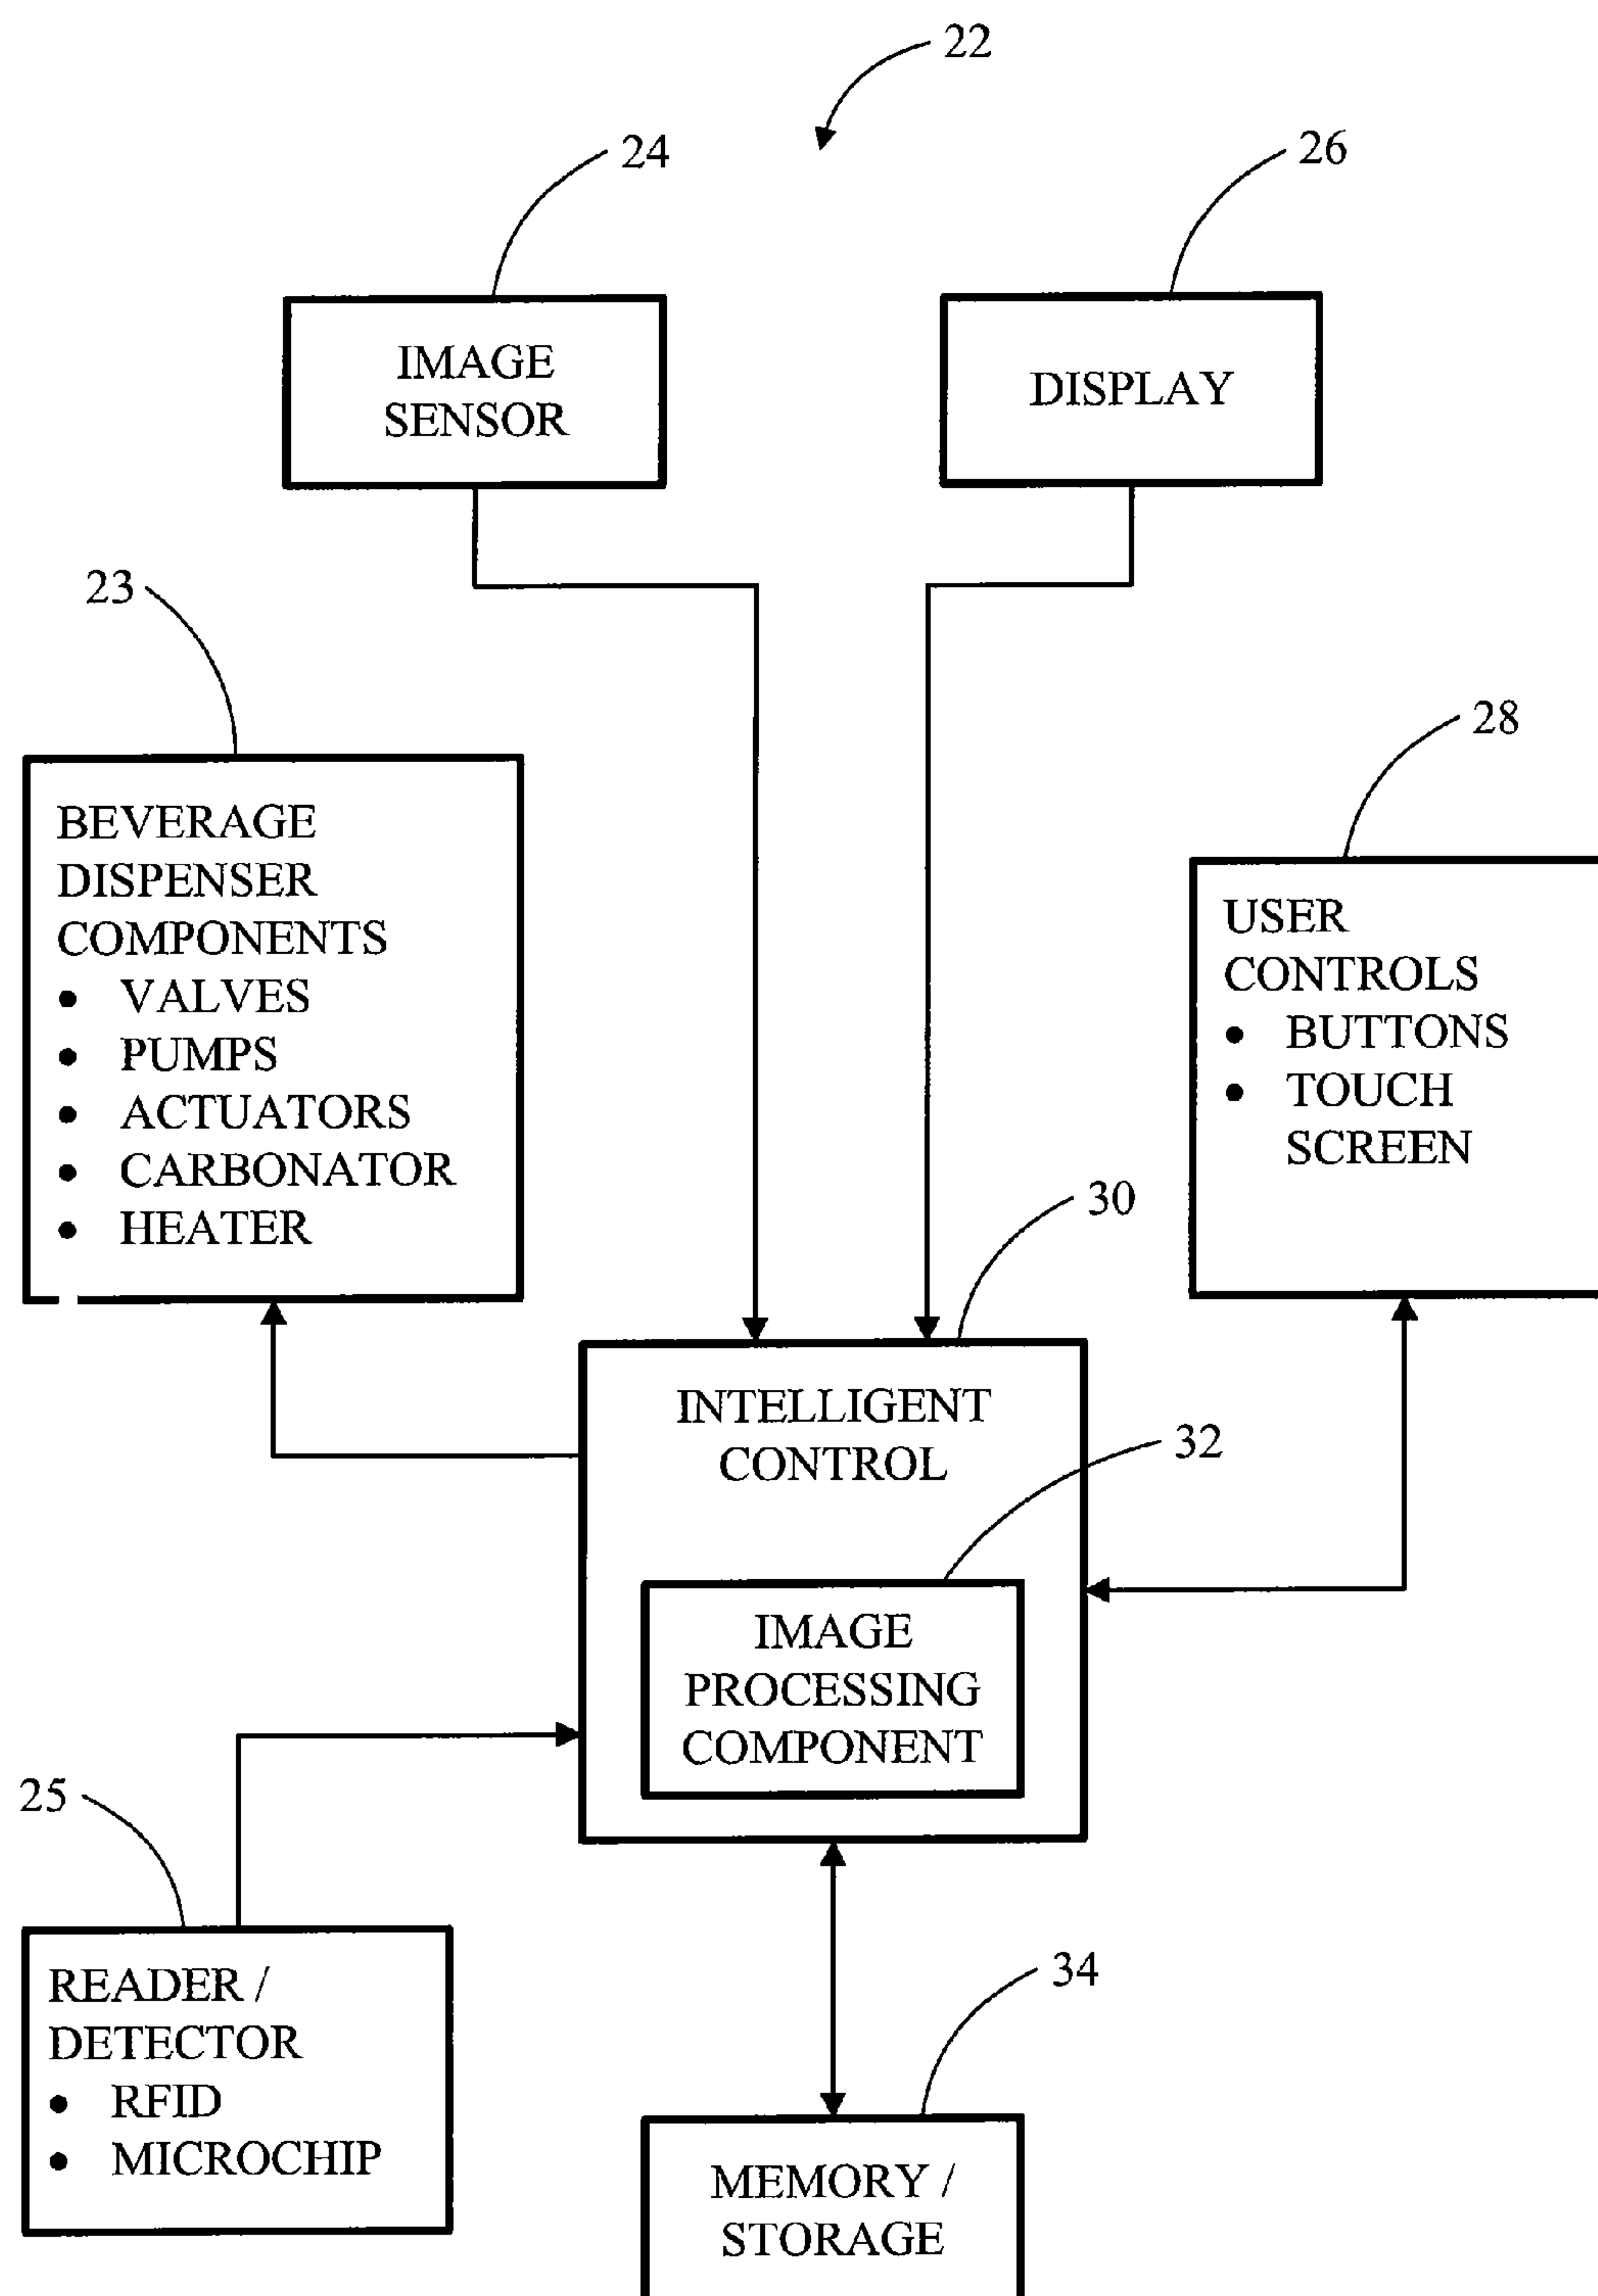 22
24
26
IMAGE
SENSOR
DISPLAY
23
28
BEVERAGE
DISPENSER
COMPONENTS
• VALVES
• PUMPS
• ACTUATORS
• CARBONATOR
• HEATER
USER
CONTROLS
• BUTTONS
• TOUCH
SCREEN
30
INTELLIGENT
CONTROL
32
IMAGE
PROCESSING
COMPONENT
25
READER /
DETECTOR
• RFID
• MICROCHIP
34
MEMORY /
STORAGE